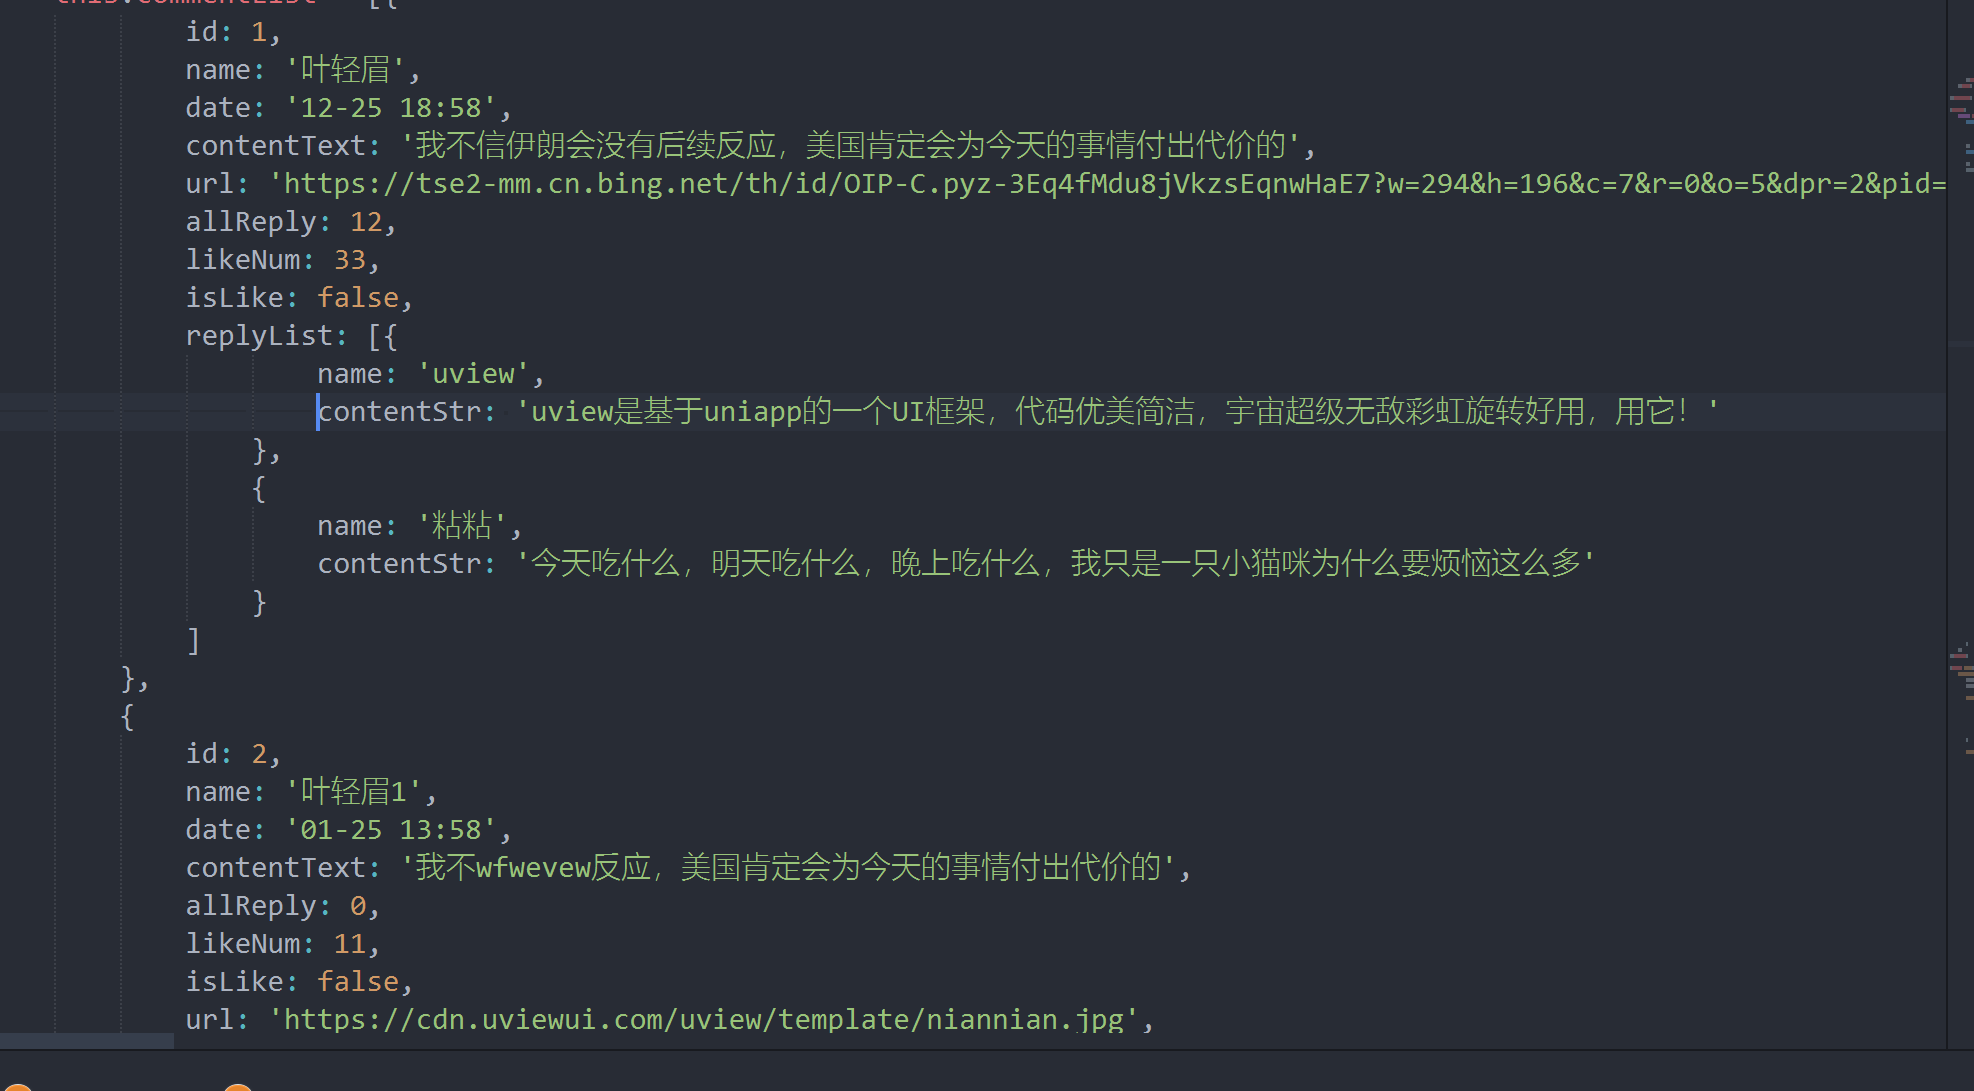 this.commentList = [{
id: 1,
name: '叶轻眉',
date: '12-25 18:58',
contentText: '我不信伊朗会没有后续反应，美国肯定会为今天的事情付出代价的',
url: 'https://tse2-mm.cn.bing.net/th/id/OIP-C.pyz-3Eq4fMdu8jVkzsEqnwHaE7?w=294&h=196&c=7&r=0&o=5&dpr=2&pid=
allReply: 12,
likeNum: 33,
isLike: false,
replyList: [{
name: 'uview',
contentStr: 'uview是基于uniapp的一个UI框架，代码优美简洁，宇宙超级无敌彩虹旋转好用，用它！'
},
{
name: '粘粘',
contentStr: '今天吃什么，明天吃什么，晚上吃什么，我只是一只小猫咪为什么要烦恼这么多'
}
]
},
{
id: 2,
name: '叶轻眉1',
date: '01-25 13:58',
contentText: '我不wfwevew反应，美国肯定会为今天的事情付出代价的',
allReply: 0,
likeNum: 11,
isLike: false,
url: 'https://cdn.uviewui.com/uview/template/niannian.jpg',